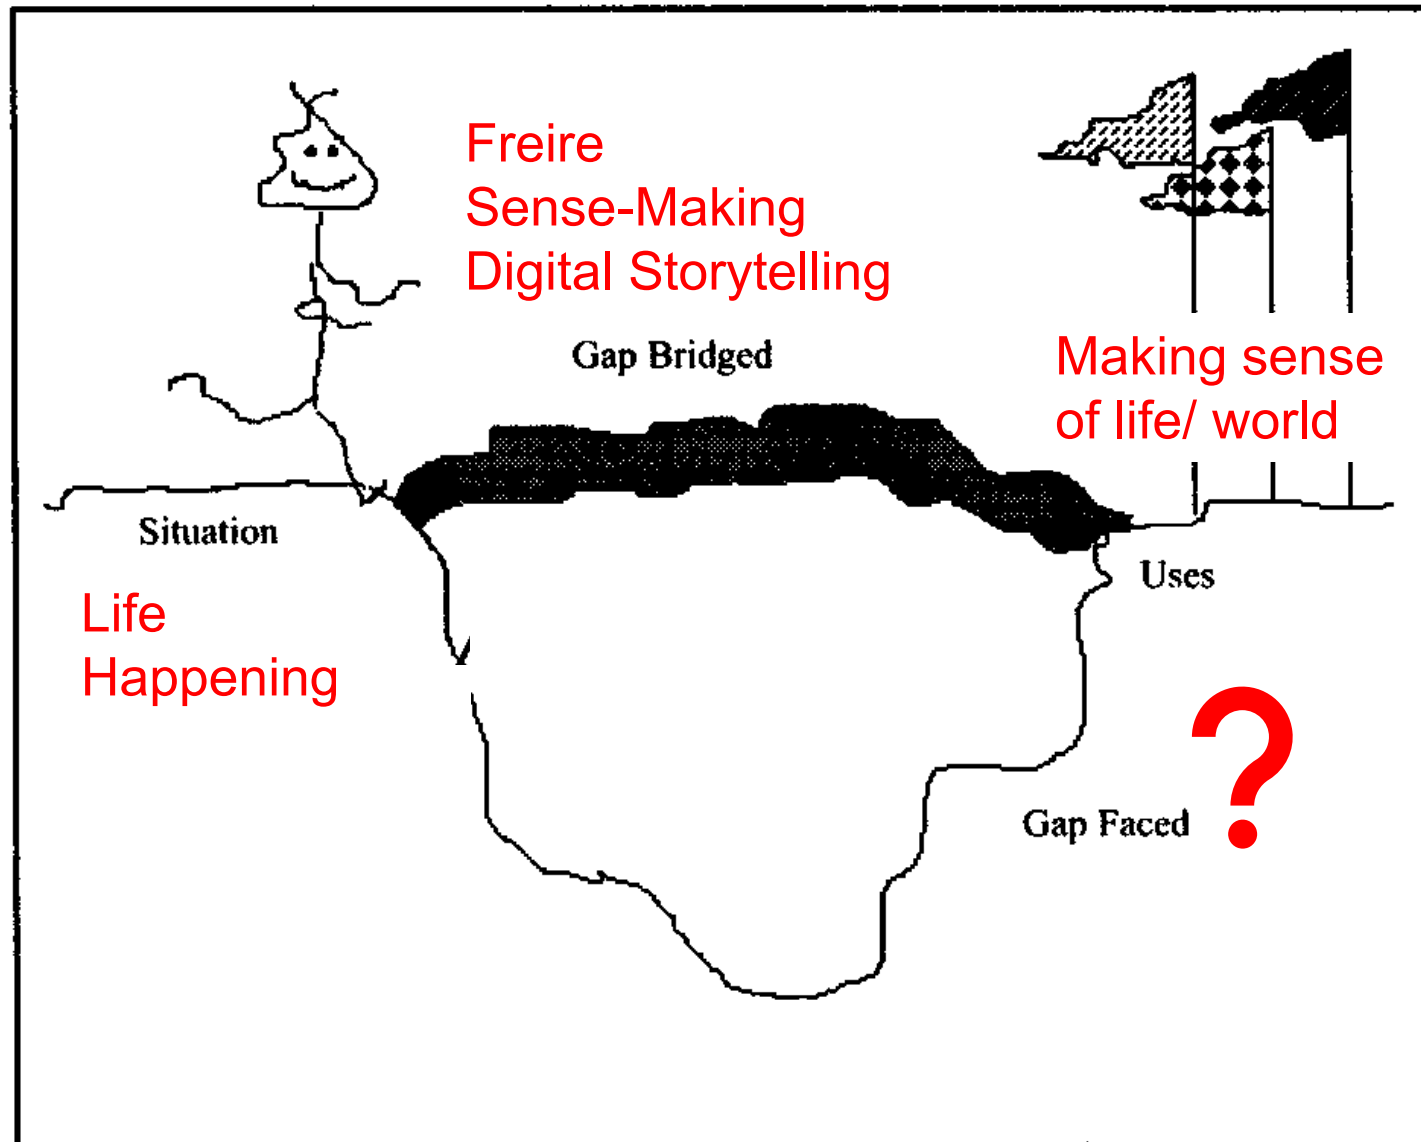 Freire
Sense-Making
Digital Storytelling
Gap Bridged
Making sense
of life/ world
Situation
Uses
Life
Happening
Gap Faced ?